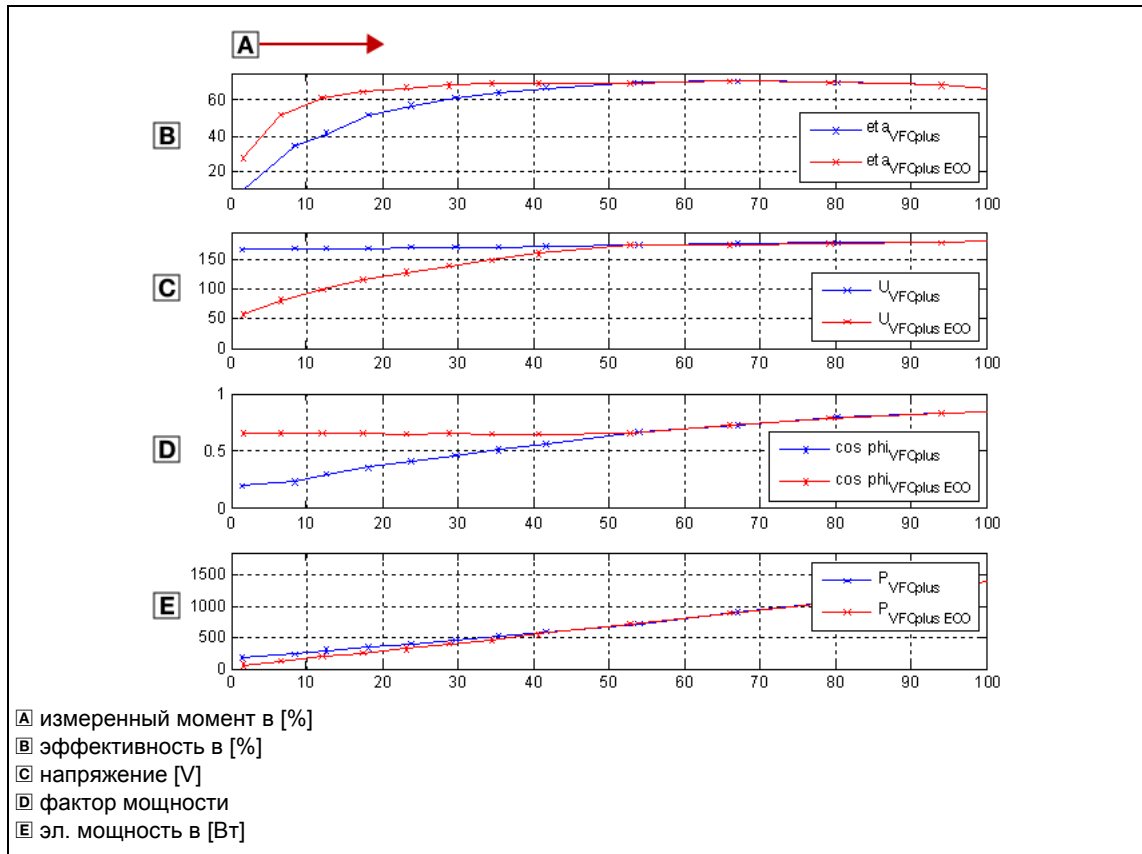 A
60
40
20
B
eta VFCplus
eta VFCplus ECO
0 10 20 30 40 50 60 70 80 90 100
150
100
50
0
C
U VFCplus
U VFCplus ECO
0 10 20 30 40 50 60 70 80 90 100
1
0.5
0
D
cos phi VFCplus
cos phi VFCplus ECO
0 10 20 30 40 50 60 70 80 90 100
1500
1000
500
0
E
P VFCplus
P VFCplus ECO
0 10 20 30 40 50 60 70 80 90 100
A измеренный момент в [%]
B эффективность в [%]
C напряжение [V]
D фактор мощности
E эл. мощность в [Вт]